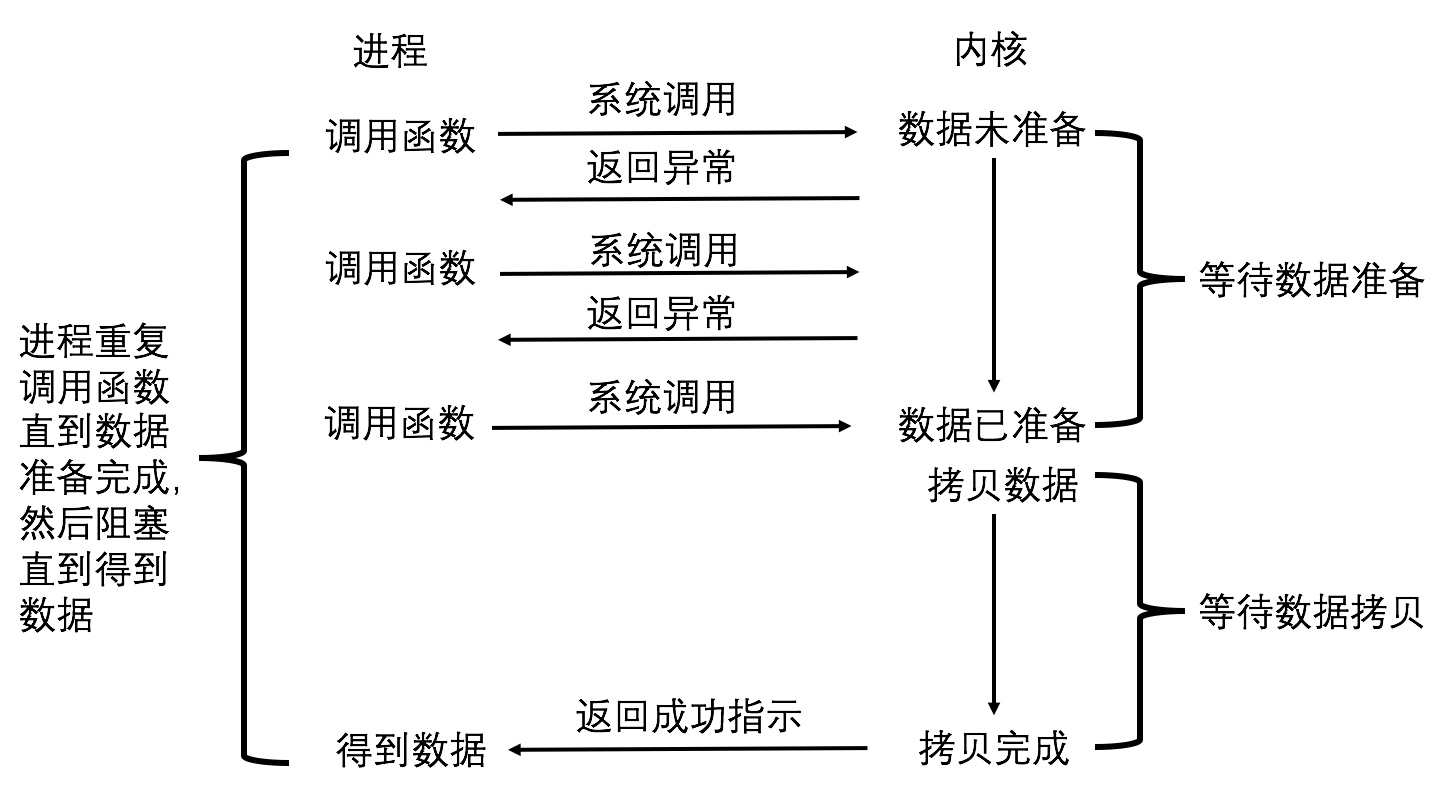 进程
内核
系统调用
调用函数
数据未准备
返回异常
系统调用
调用函数
等待数据准备
返回异常
进程重复
调用函数
直到数据
准备完成,
然后阻塞
直到得到
数据
系统调用
调用函数
数据已准备
拷贝数据
等待数据拷贝
返回成功指示
得到数据
拷贝完成